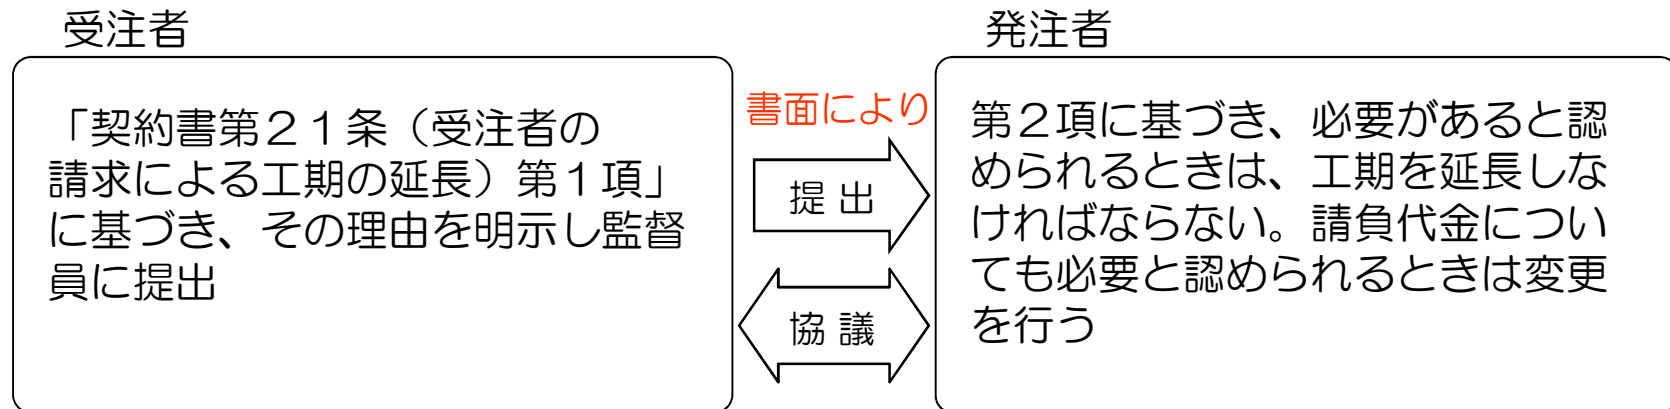 受注者
「契約書第２１条（受注者の
請求による工期の延長）第１項」
に基づき、その理由を明示し監督
員に提出
書面により
提 出
協 議
発注者
第２項に基づき、必要があると認
められるときは、工期を延長しな
ければならない。請負代金につい
ても必要と認められるときは変更
を行う